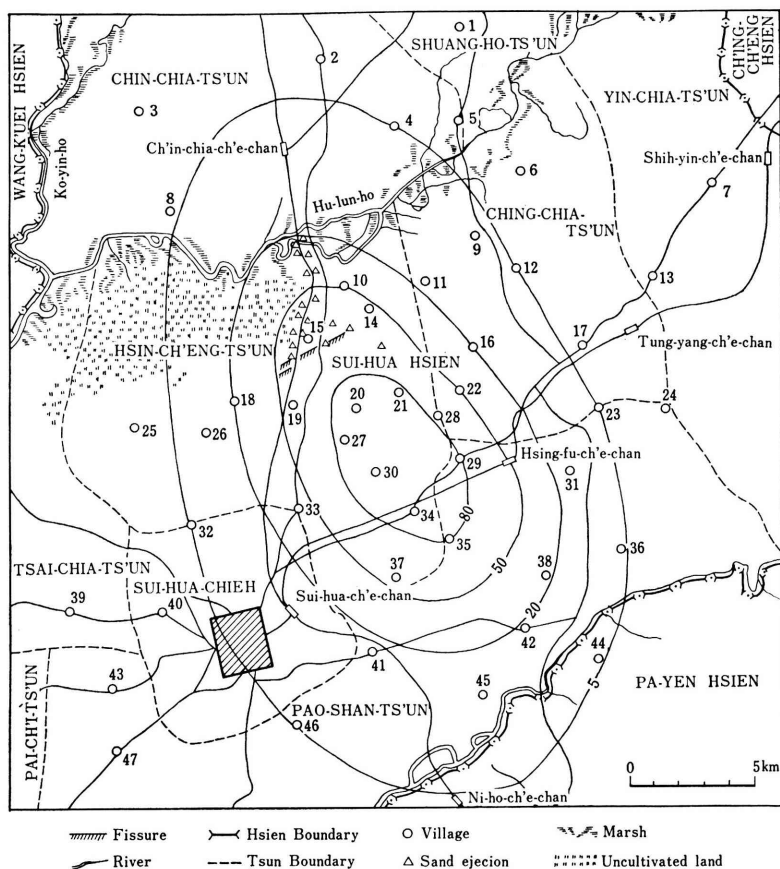 1
SHUANG-HO-TS'UN
CH'ING-
CH'ENG
HSIEN
2
CHIN-CHIA-TS'UN
WANG-K'UEI HSIEN
YIN-CHIA-TS'UN
3
4
5
Ko-yin-ho
Ch'in-chia-ch'e-chan
Shih-yin-ch'e-chan
6
7
Hu-lun-ho
8
CHING-CHIA-
TS'UN
9
12
13
10
11
14
17
15
Tung-yang-ch'e-chan
HSIN-CH'ENG-TS'UN
16
SUI-HUA HSIEN
22
18
19
20
21
28
23
24
25
26
27
29
Hsing-fu-ch'e-chan
30
31
80
33
34
32
35
36
50
TSAI-CHIA-TS'UN
37
38
SUI-HUA-CHIEH
Sui-hua-ch'e-chan
39
40
20
42
41
44
43
45
5
PA-YEN HSIEN
PAI-CH'I-TS'UN
PAO-SHAN-TS'UN
46
47
0 5km
Ni-ho-ch'e-chan
Fissure Hsien Boundary Village Marsh
River Tsun Boundary Sand ejecion Uncultivated land